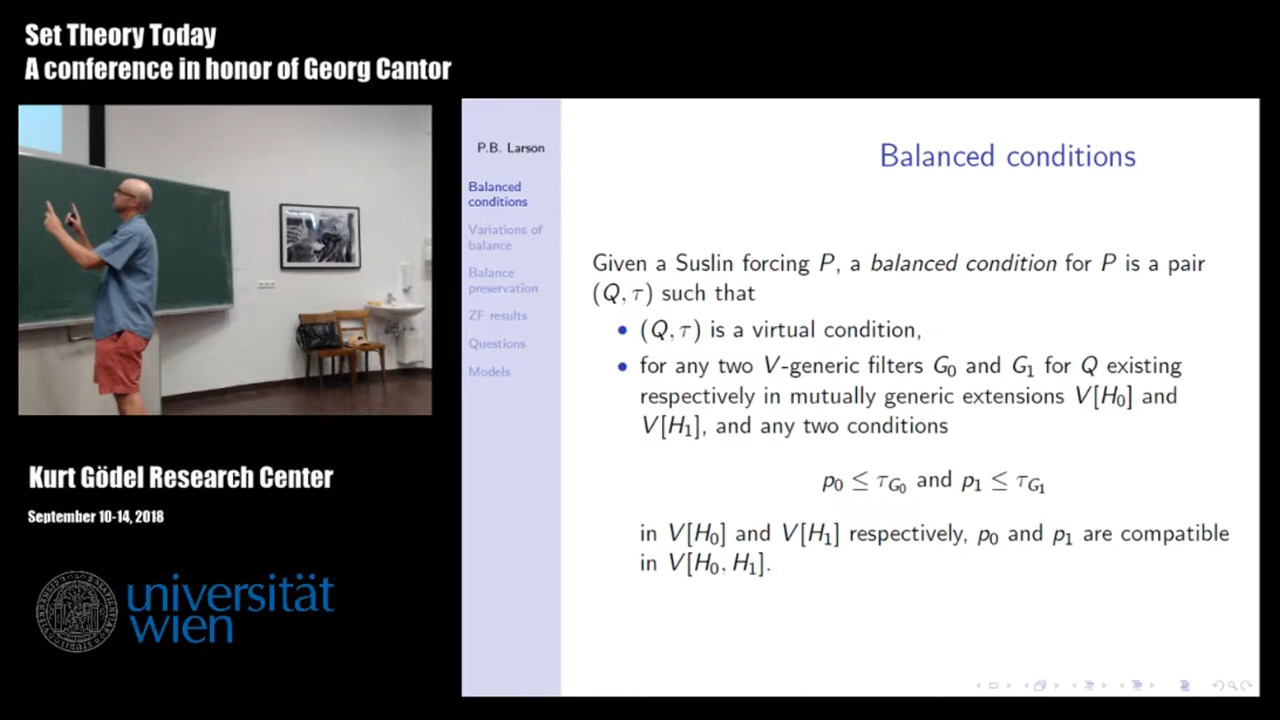 Set Theory Today
A conference in honor of Georg Cantor
Kurt Gödel Research Center
September 10-14, 2018
universität
wien
P.B. Larson
Balanced
conditions
Variations of
balance
Balance
preservation
ZF results
Questions
Models
Balanced conditions
Given a Suslin forcing P, a balanced condition for P is a pair
(Q, τ) such that
• (Q, τ) is a virtual condition,
• for any two V-generic filters G₀ and G₁ for Q existing
respectively in mutually generic extensions V[H₀] and
V[H₁], and any two conditions
p₀ ≤ τ_G₀ and p₁ ≤ τ_G₁
in V[H₀] and V[H₁] respectively, p₀ and p₁ are compatible
in V[H₀, H₁].